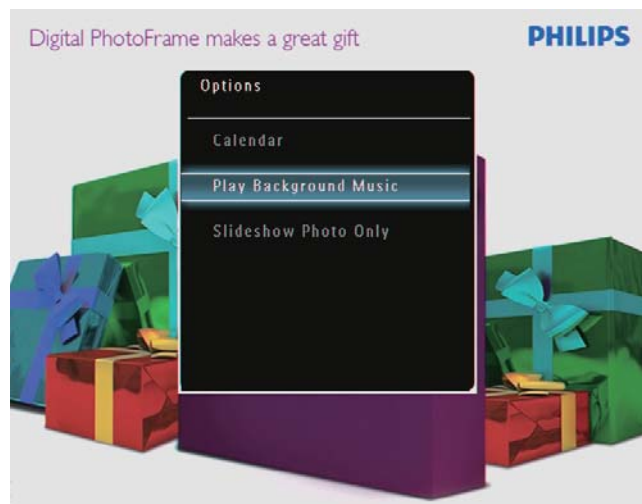 Digital PhotoFrame makes a great gift
PHILIPS
Options
Calendar
Play Background Music
Slideshow Photo Only